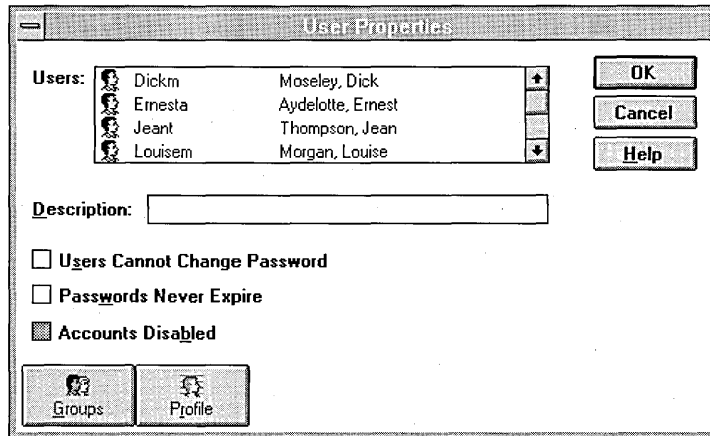 User Properties
Users:
Dickm Moseley, Dick
Ernesta Aydelotte, Ernest
Jeant Thompson, Jean
Louisem Morgan, Louise
OK
Cancel
Help
Description:
Users Cannot Change Password
Passwords Never Expire
Accounts Disabled
Groups
Profile